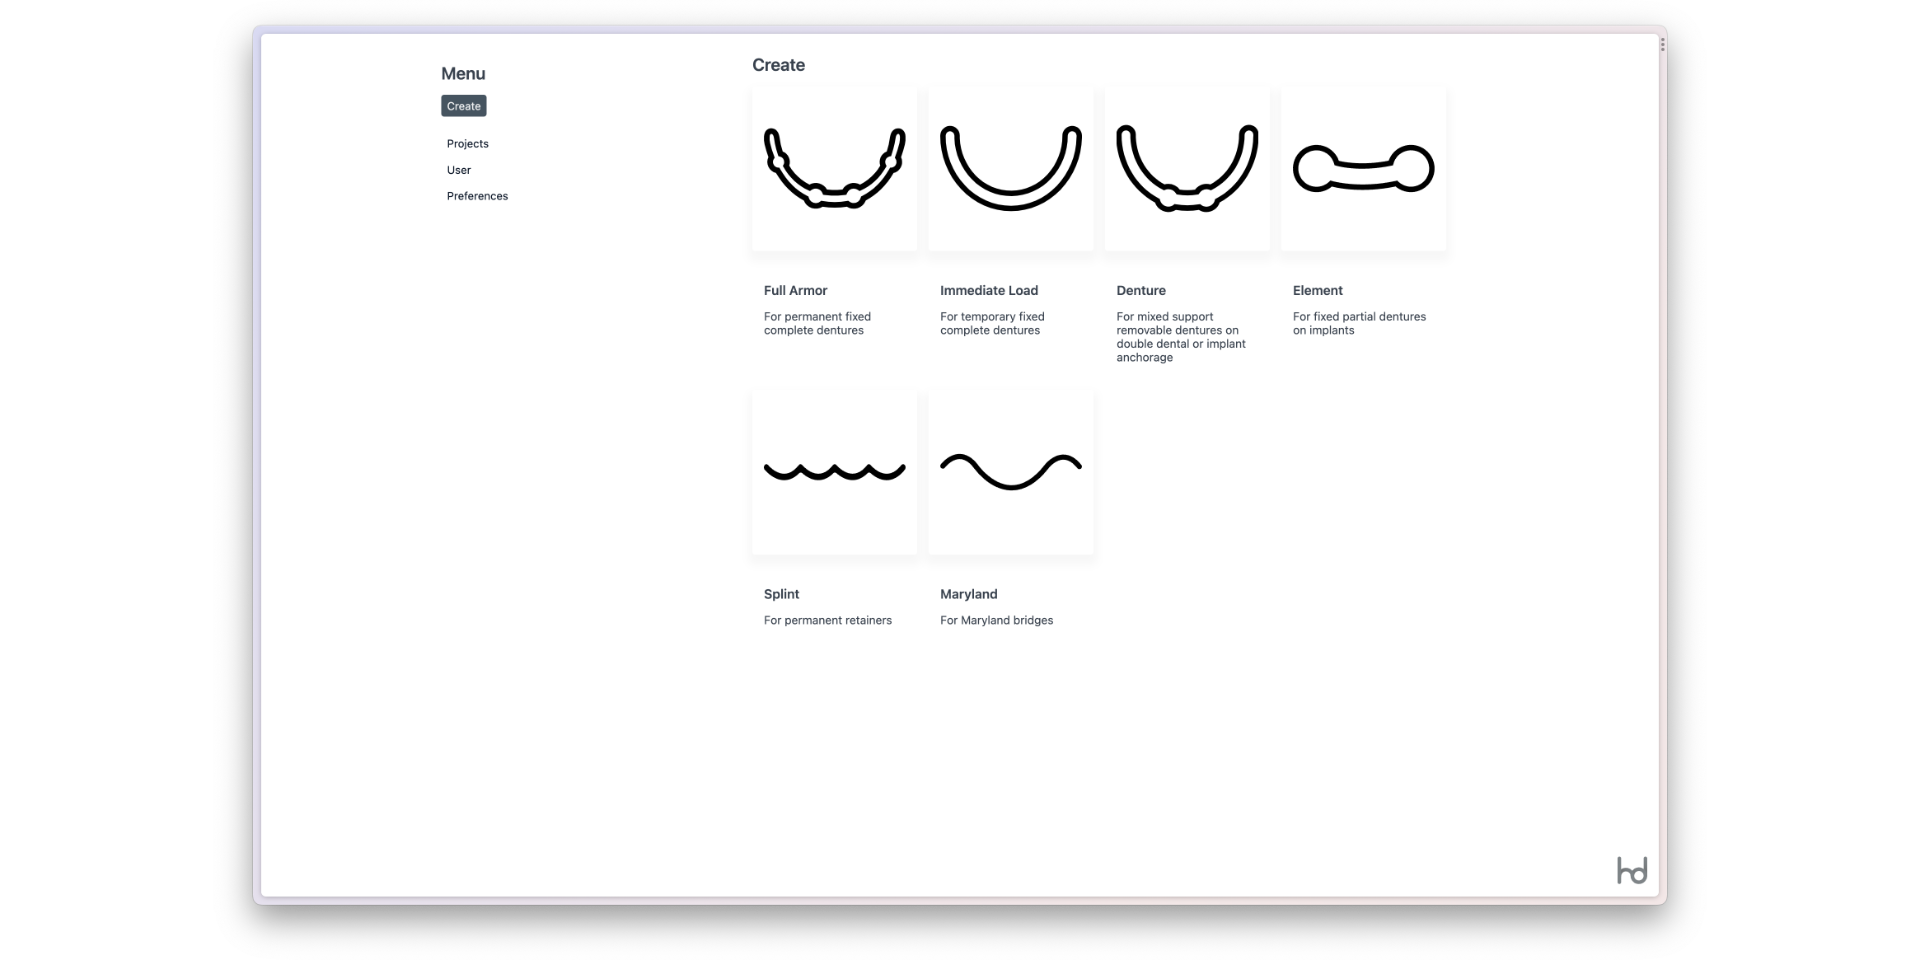 Menu
Create
Projects
User
Preferences
Create
Full Armor
For permanent fixed
complete dentures
Immediate Load
For temporary fixed
complete dentures
Denture
For mixed support
removable dentures on
double dental or implant
anchorage
Element
For fixed partial dentures
on implants
Splint
For permanent retainers
Maryland
For Maryland bridges
hd